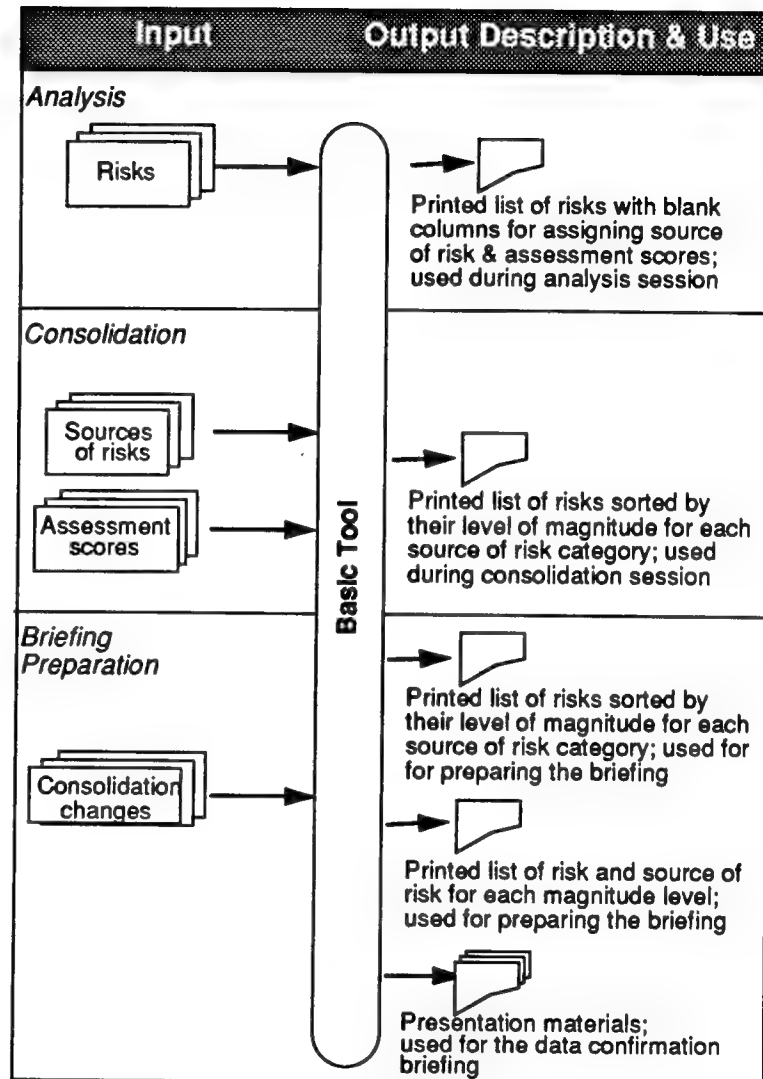 Input
Output Description & Use
Analysis
Risks
Printed list of risks with blank
columns for assigning source
of risk & assessment scores;
used during analysis session
Consolidation
Sources
of risks
Assessment
scores
Basic Tool
Printed list of risks sorted by
their level of magnitude for each
source of risk category; used
during consolidation session
Briefing
Preparation
Consolidation
changes
Printed list of risks sorted by
their level of magnitude for each
source of risk category; used for
for preparing the briefing
Printed list of risk and source of
risk for each magnitude level;
used for preparing the briefing
Presentation materials;
used for the data confirmation
briefing